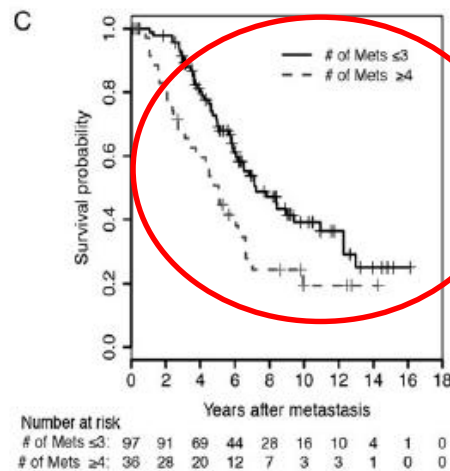 C
Survival probability
1.0
0.8
0.6
0.4
0.2
0.0
# of Mets ≤3
# of Mets ≥4
0 2 4 6 8 10 12 14 16 18
Years after metastasis
Number at risk
# of Mets ≤3: 97 91 69 44 28 16 10 4 1 0
# of Mets ≥4: 36 28 20 12 7 3 3 1 0 0